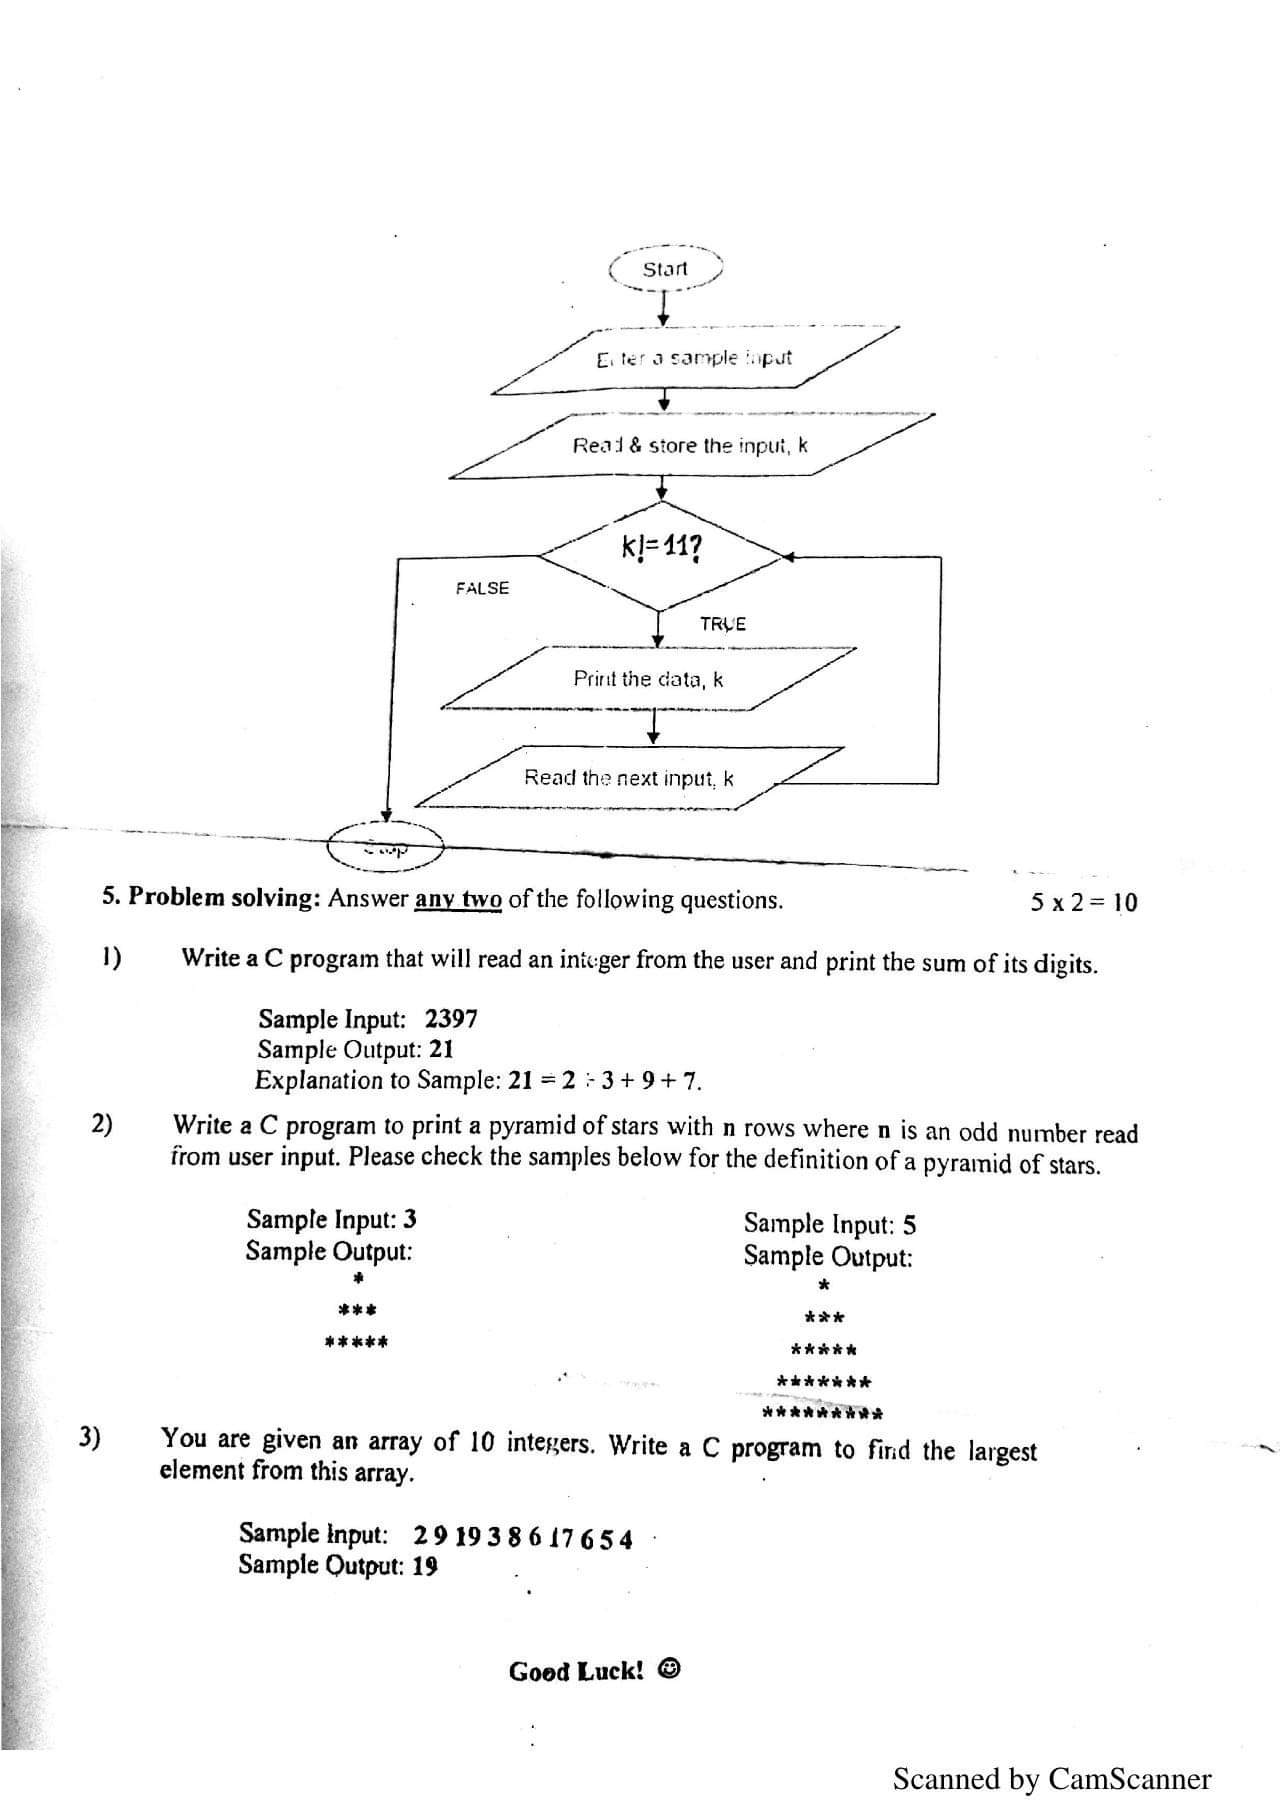 Start
Enter a sample input
Read & store the input, k
k!=11?
FALSE
TRUE
Print the data, k
Read the next input, k
5. Problem solving: Answer any two of the following questions. 5 x 2 = 10
1) Write a C program that will read an integer from the user and print the sum of its digits.
Sample Input: 2397
Sample Output: 21
Explanation to Sample: 21 = 2 + 3 + 9 + 7.
2) Write a C program to print a pyramid of stars with n rows where n is an odd number read
from user input. Please check the samples below for the definition of a pyramid of stars.
Sample Input: 3
Sample Output:
*
***
*****
Sample Input: 5
Sample Output:
*
***
*****
*******
*********
3) You are given an array of 10 integers. Write a C program to find the largest
element from this array.
Sample Input: 2 9 19 3 8 6 17 6 5 4
Sample Output: 19
Good Luck! ☺
Scanned by CamScanner